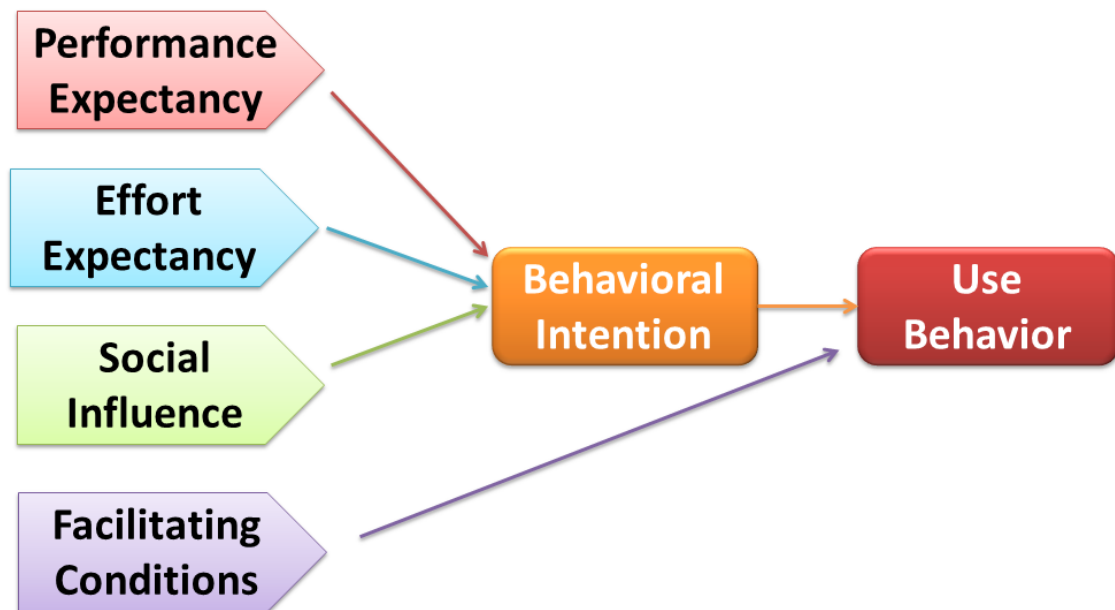 Performance
Expectancy
Effort
Expectancy
Social
Influence
Facilitating
Conditions
Behavioral
Intention
Use
Behavior